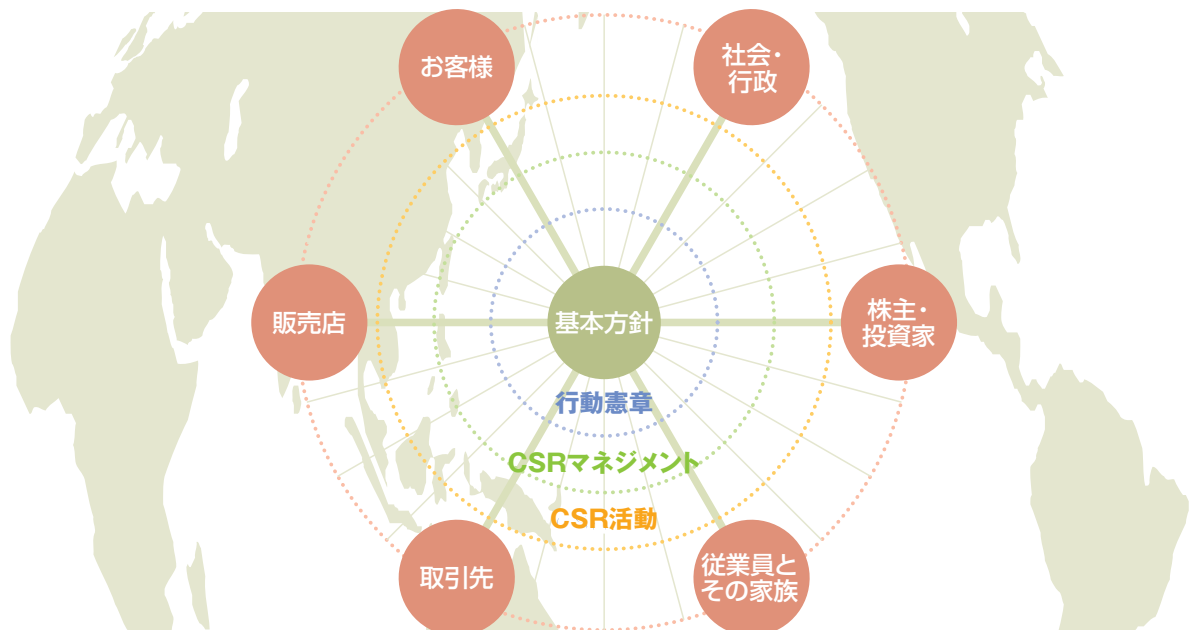 お客様
社会・
行政
販売店
基本方針
株主・
投資家
行動憲章
CSRマネジメント
CSR活動
取引先
従業員と
その家族